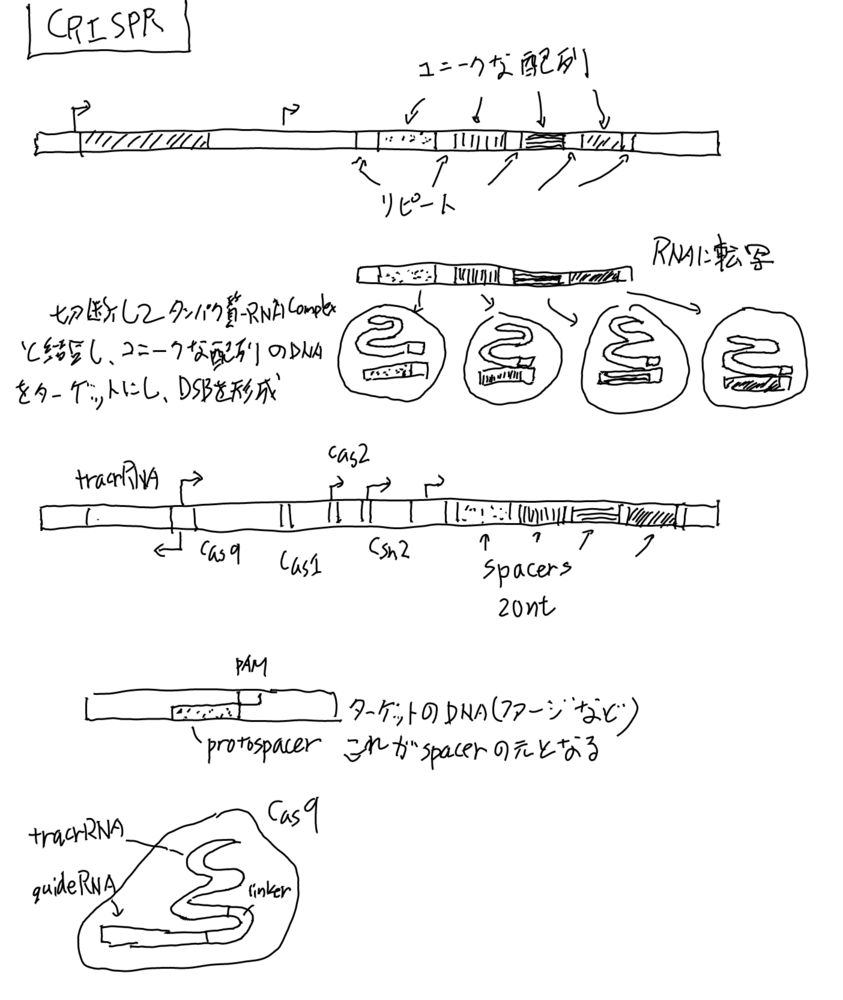 CRISPR
ユニークな配列
リピート
RNAに転写
切断してタンパク質-RNA Complex
と結合し、ユニークな配列のDNA
をターゲットにし、DSBを形成
cas2
tracrRNA
Cas9
Cas1
Csn2
spacers
20nt
PAM
protospacer
ターゲットのDNA(ファージなど)
これがspacerの元となる
Cas9
tracrRNA
guideRNA
linker